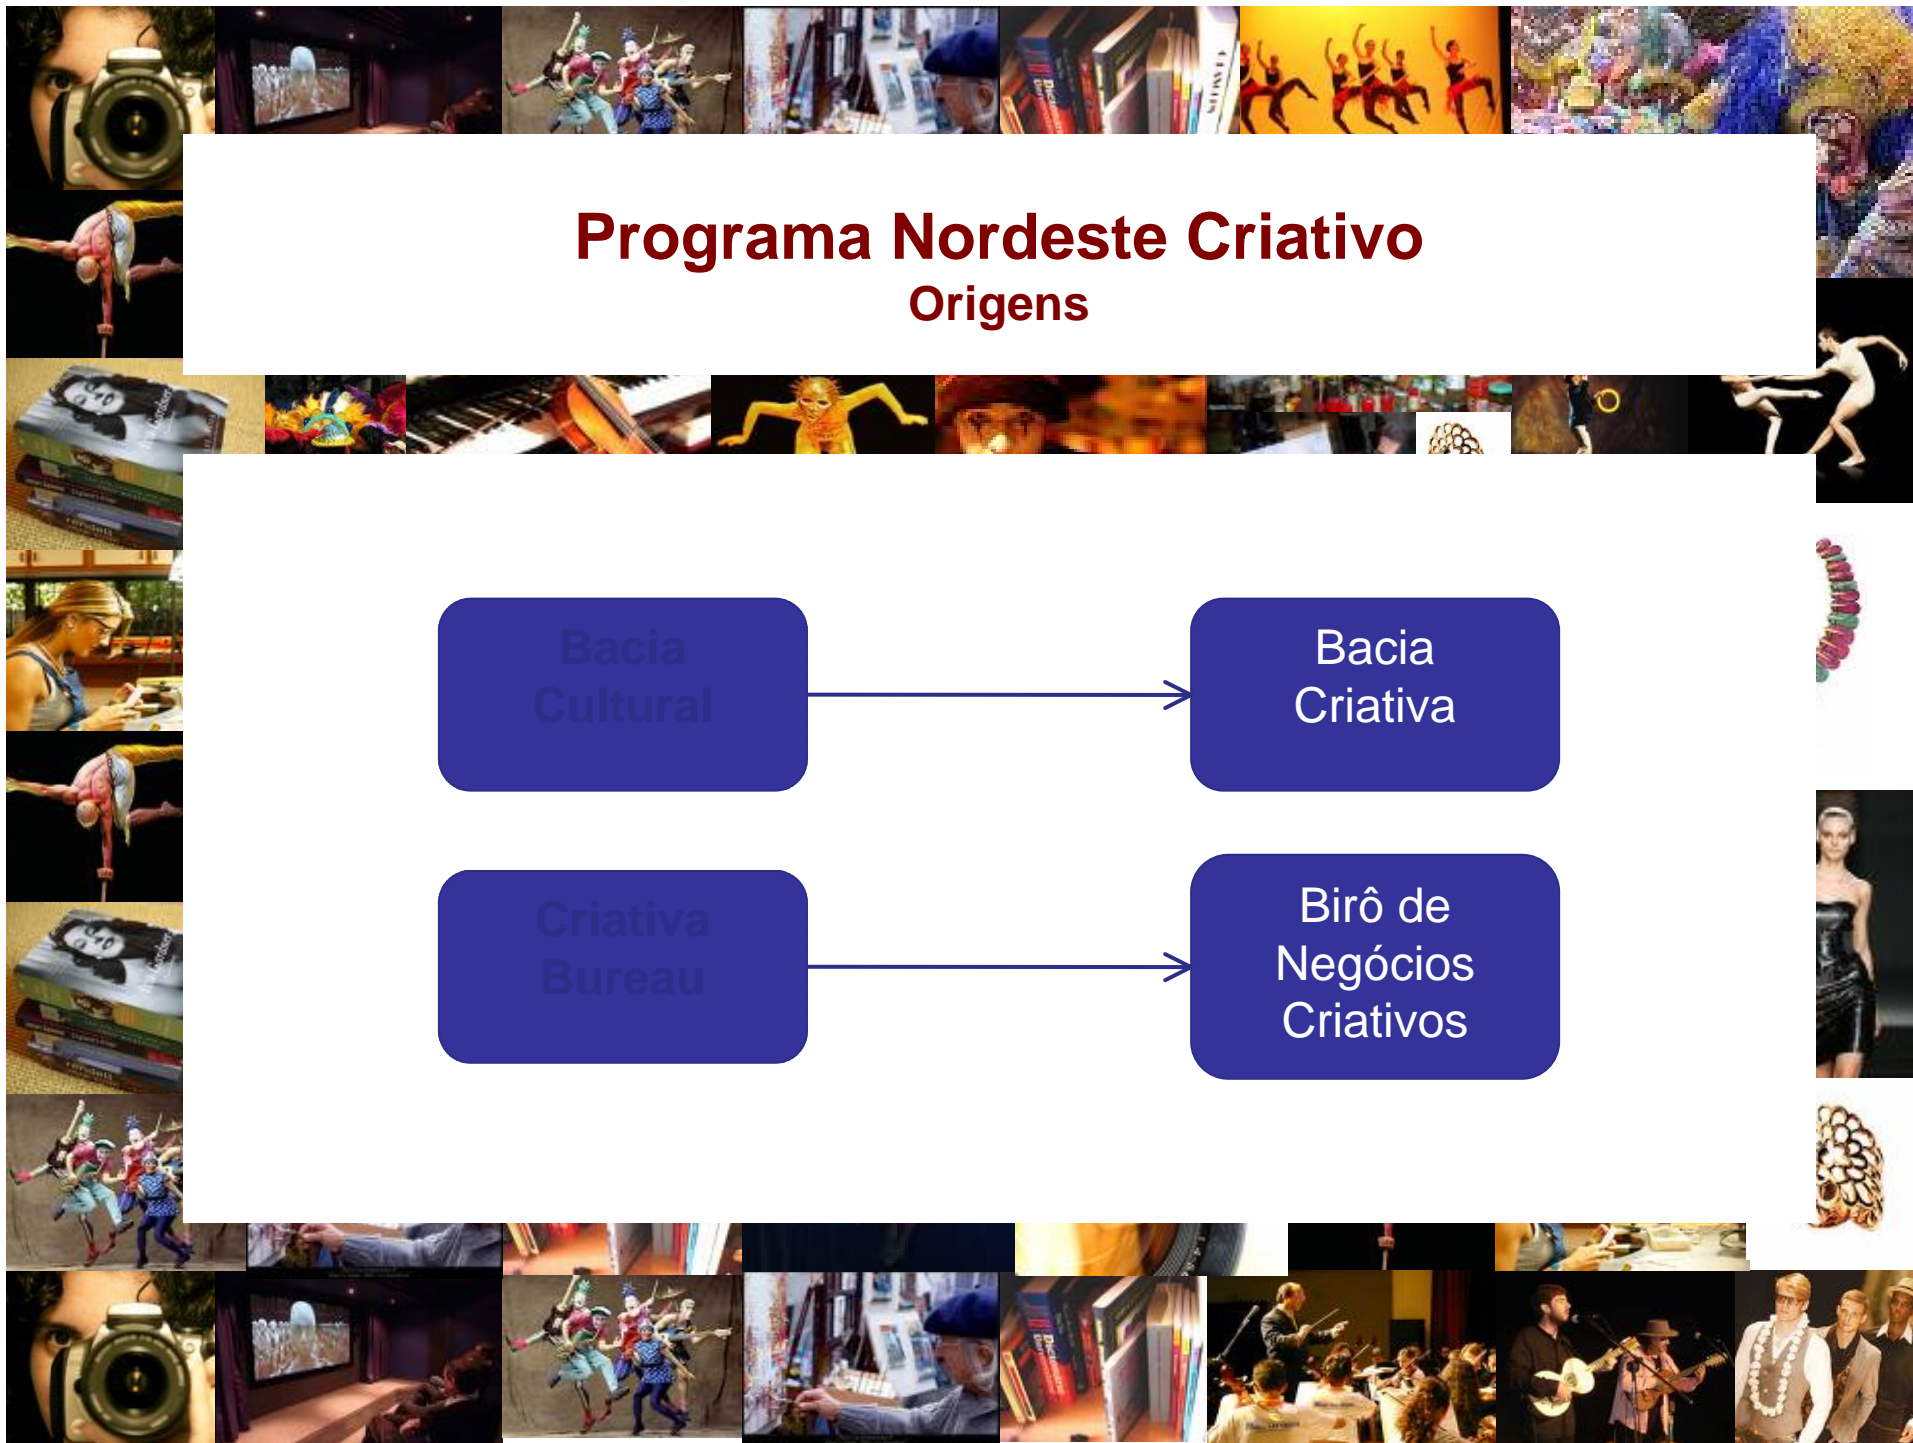 Programa Nordeste Criativo
Origens
Bacia
Cultural
Bacia
Criativa
Criativa
Bureau
Birô de
Negócios
Criativos